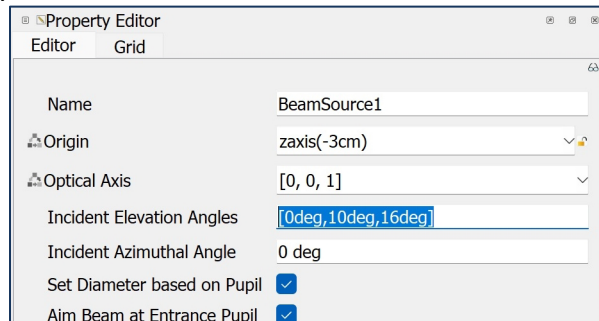 Property Editor
Editor Grid
Name BeamSource1
Origin zaxis(-3cm)
Optical Axis [0, 0, 1]
Incident Elevation Angles [0deg,10deg,16deg]
Incident Azimuthal Angle 0 deg
Set Diameter based on Pupil
Aim Beam at Entrance Pupil